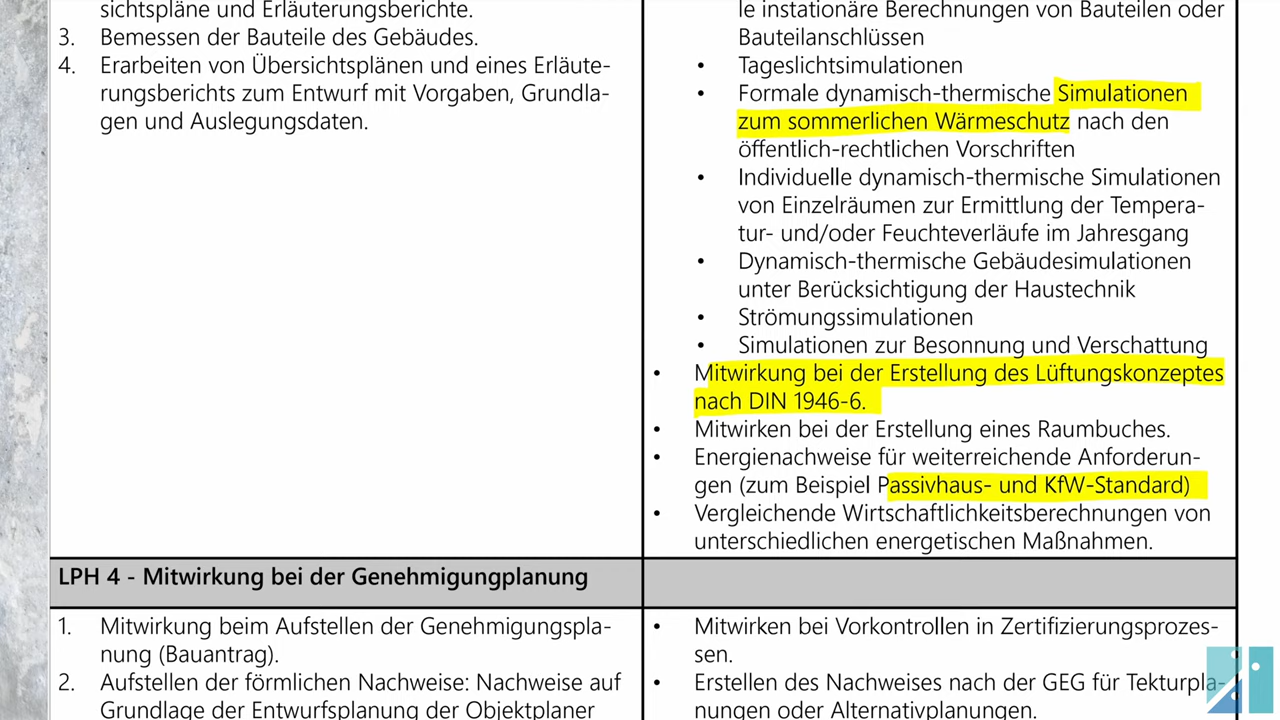 sichtspläne und Erläuterungsberichte.
3. Bemessen der Bauteile des Gebäudes.
4. Erarbeiten von Übersichtsplänen und eines Erläute-
rungsberichts zum Entwurf mit Vorgaben, Grundla-
gen und Auslegungsdaten.
le instationäre Berechnungen von Bauteilen oder
Bauteilanschlüssen
• Tageslichtsimulationen
• Formale dynamisch-thermische Simulationen
zum sommerlichen Wärmeschutz nach den
öffentlich-rechtlichen Vorschriften
• Individuelle dynamisch-thermische Simulationen
von Einzelräumen zur Ermittlung der Tempera-
tur- und/oder Feuchteverläufe im Jahresgang
• Dynamisch-thermische Gebäudesimulationen
unter Berücksichtigung der Haustechnik
• Strömungssimulationen
• Simulationen zur Besonnung und Verschattung
• Mitwirkung bei der Erstellung des Lüftungskonzeptes
nach DIN 1946-6.
• Mitwirken bei der Erstellung eines Raumbuches.
• Energienachweise für weiterreichende Anforderun-
gen (zum Beispiel Passivhaus- und KfW-Standard)
• Vergleichende Wirtschaftlichkeitsberechnungen von
unterschiedlichen energetischen Maßnahmen.
LPH 4 - Mitwirkung bei der Genehmigungplanung
1. Mitwirkung beim Aufstellen der Genehmigungspla-
nung (Bauantrag).
2. Aufstellen der förmlichen Nachweise: Nachweise auf
Grundlage der Entwurfsplanung der Objektplaner
• Mitwirken bei Vorkontrollen in Zertifizierungsprozes-
sen.
• Erstellen des Nachweises nach der GEG für Tekturpla-
nungen oder Alternativplanungen.